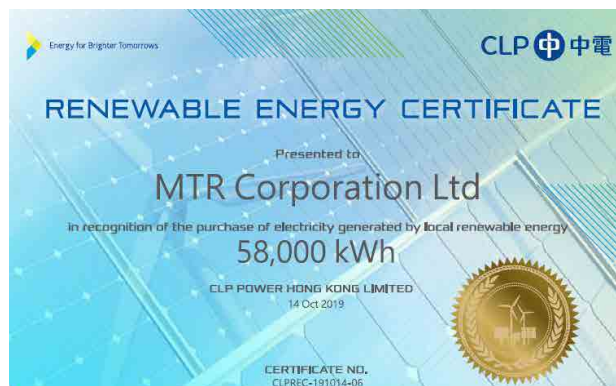 Energy for Brighter Tomorrows
CLP 中 中電
RENEWABLE ENERGY CERTIFICATE
Presented to
MTR Corporation Ltd
in recognition of the purchase of electricity generated by local renewable energy
58,000 kWh
CLP POWER HONG KONG LIMITED
14 Oct 2019
CERTIFICATE NO.
CLPREC-191014-06